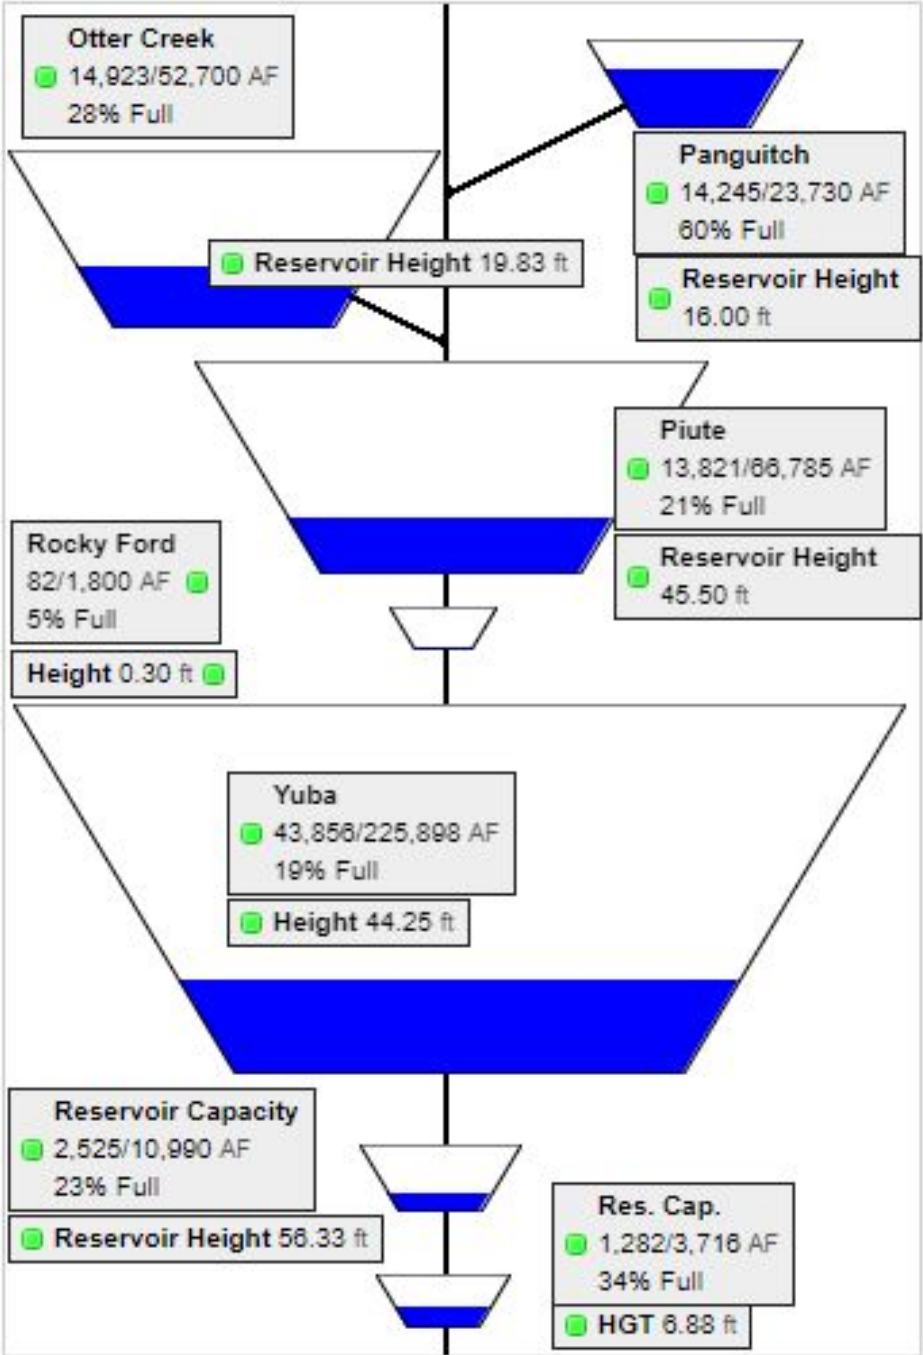 Otter Creek
14,923/52,700 AF
28% Full
Panguitch
14,245/23,730 AF
60% Full
Reservoir Height 19.83 ft
Reservoir Height
16.00 ft
Piute
13,821/66,785 AF
21% Full
Rocky Ford
82/1,800 AF
5% Full
Reservoir Height
45.50 ft
Height 0.30 ft
Yuba
43,856/225,898 AF
19% Full
Height 44.25 ft
Reservoir Capacity
2,525/10,990 AF
23% Full
Reservoir Height 56.33 ft
Res. Cap.
1,282/3,716 AF
34% Full
HGT 6.88 ft